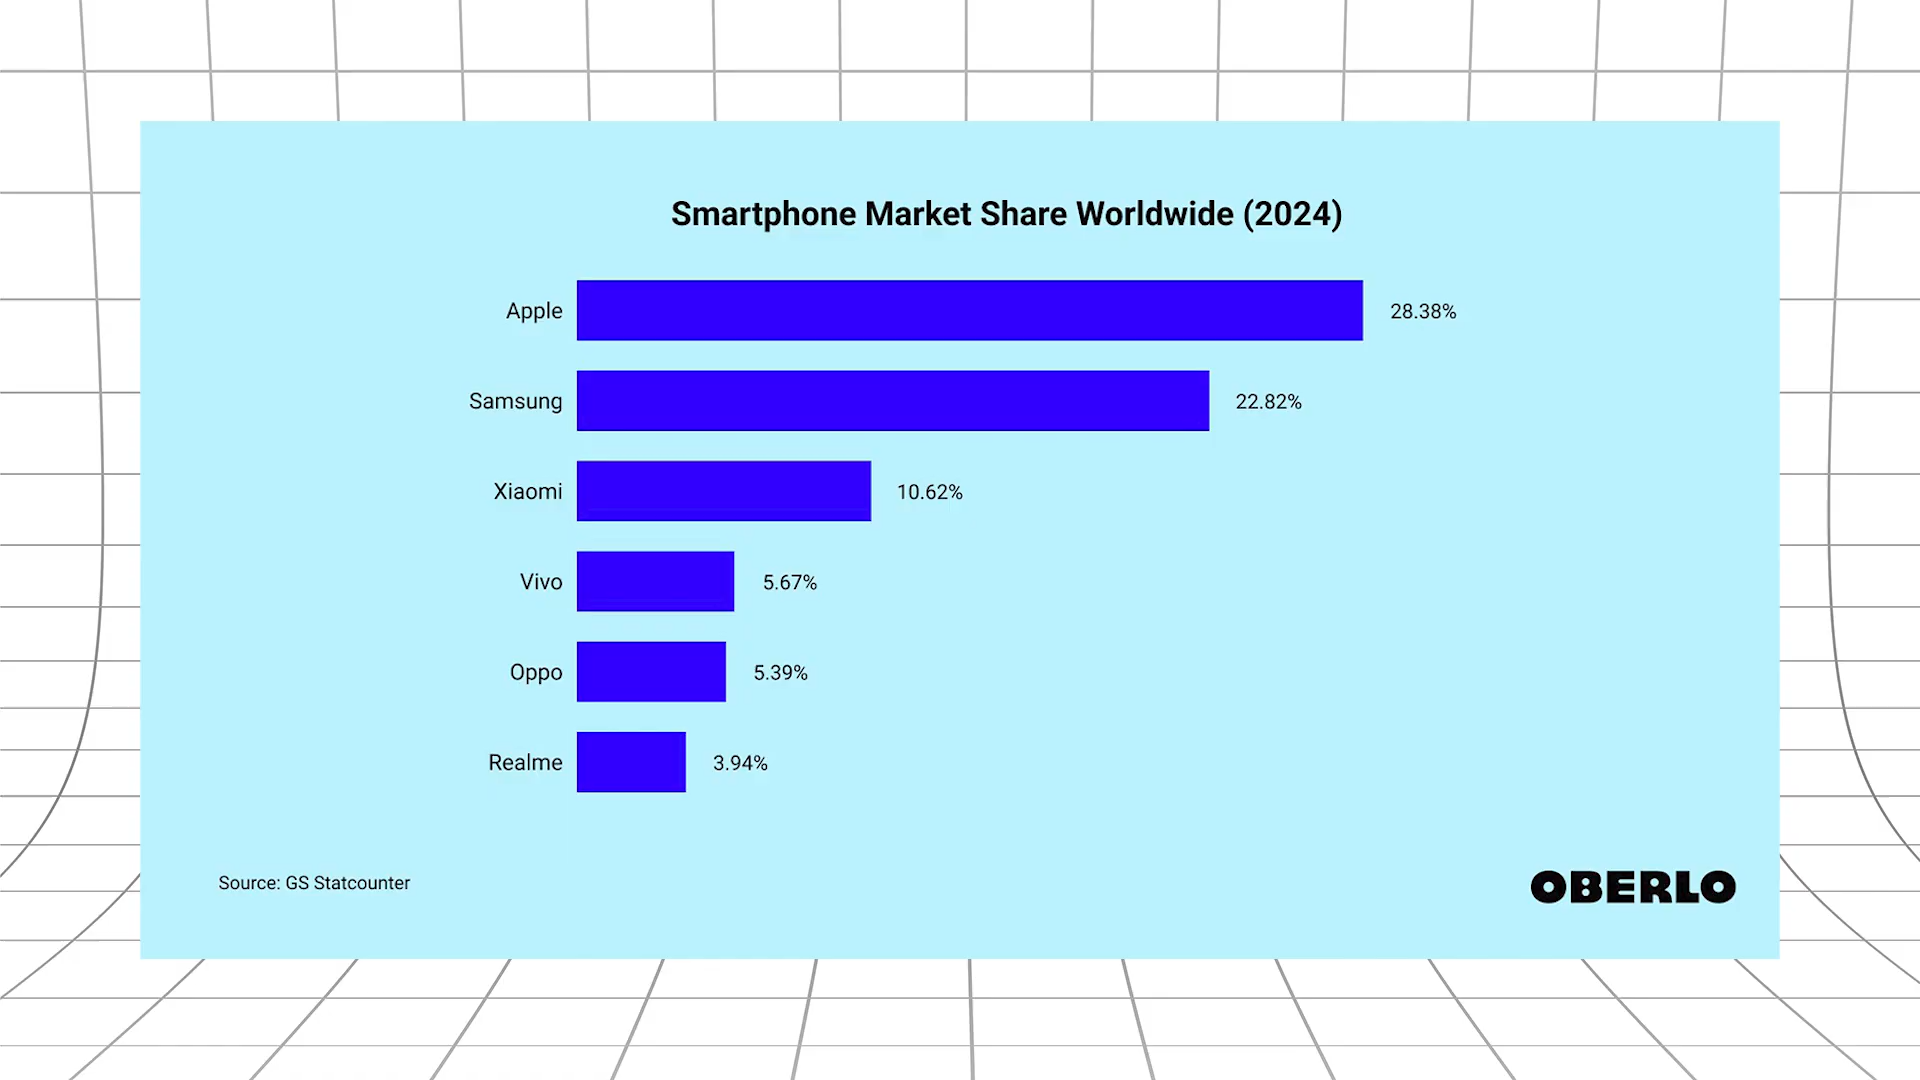 Smartphone Market Share Worldwide (2024)
Apple 28.38%
Samsung 22.82%
Xiaomi 10.62%
Vivo 5.67%
Oppo 5.39%
Realme 3.94%
Source: GS Statcounter
OBERLO